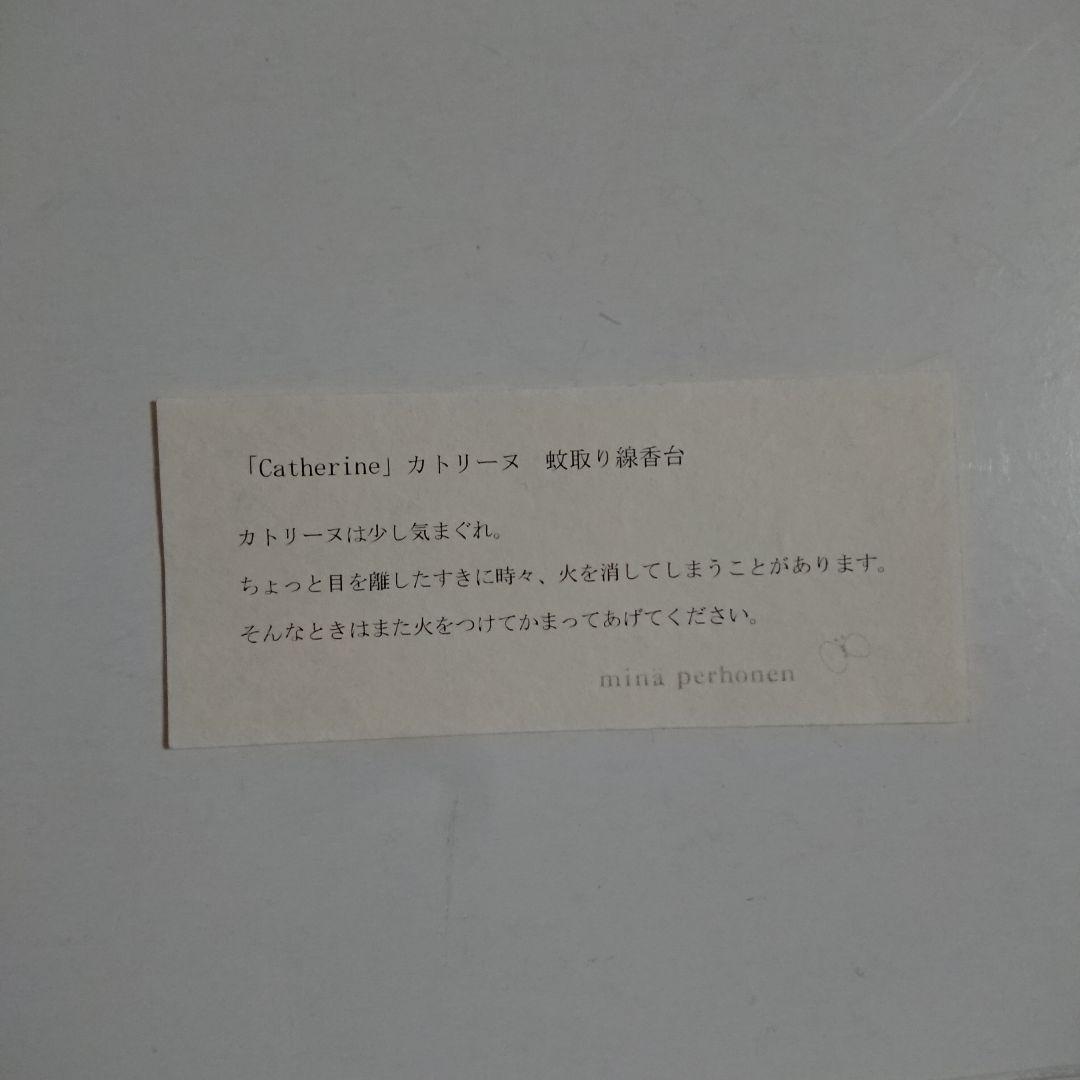 「Catherine」カトリーヌ　蚊取り線香台
カトリーヌは少し気まぐれ。
ちょっと目を離したすきに時々、火を消してしまうことがあります。
そんなときはまた火をつけてかまってあげてください。
minä perhonen